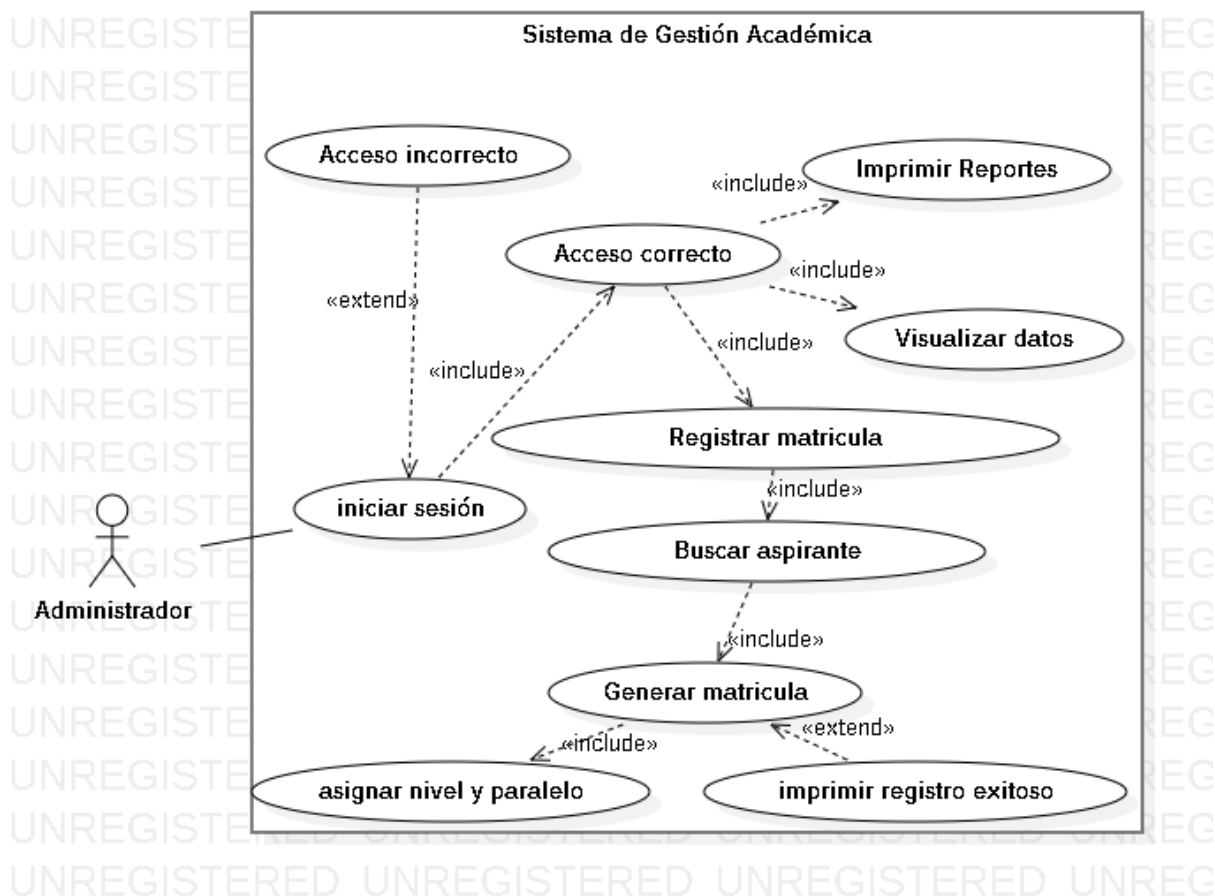 Sistema de Gestión Académica
Acceso incorrecto
Imprimir Reportes
«include»
Acceso correcto
«include»
«extend»
Visualizar datos
«include»
«include»
Registrar matricula
«include»
iniciar sesión
Buscar aspirante
Administrador
«include»
Generar matricula
«extend»
«include»
asignar nivel y paralelo
imprimir registro exitoso
UNREGISTERED UNREGISTERED UNREG